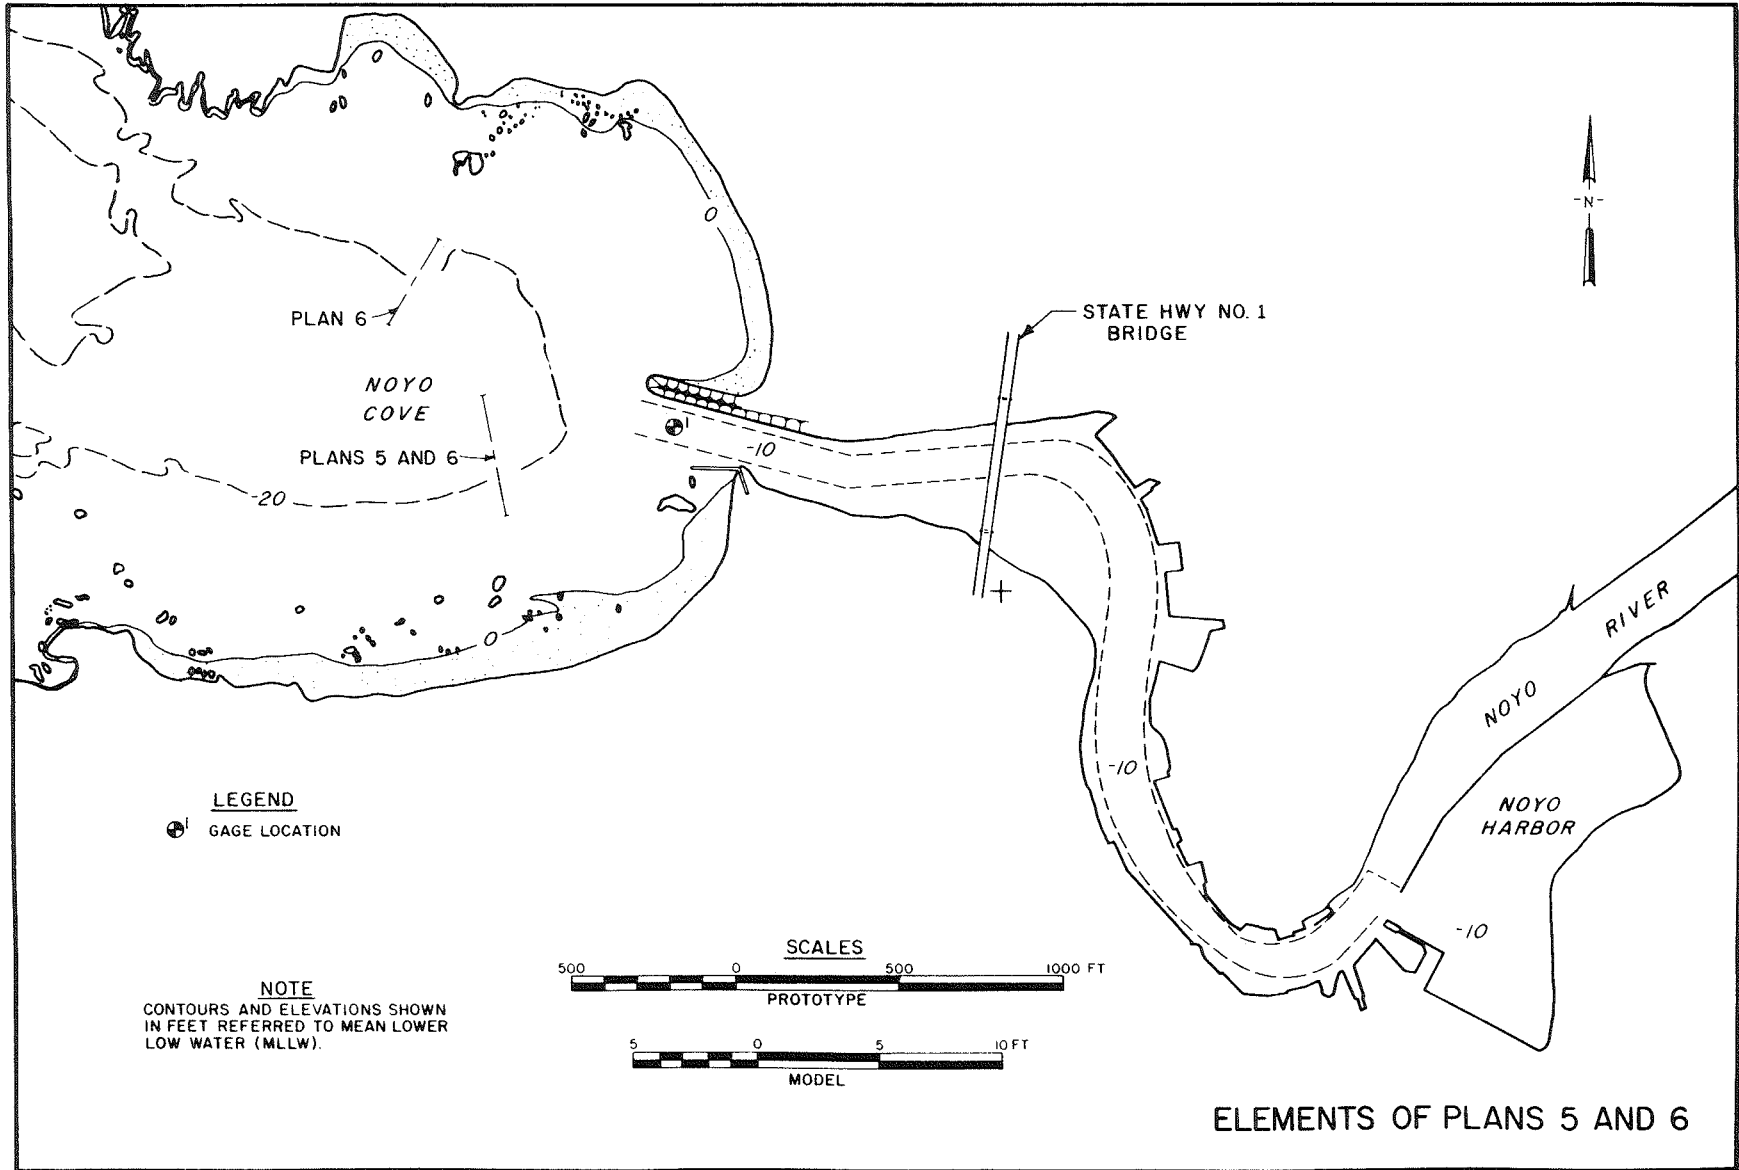 0
0
-N-
PLAN 6
STATE HWY NO. 1
BRIDGE
NOYO
COVE
1
-10
PLANS 5 AND 6
-20
0
NOYO RIVER
-10
NOYO
HARBOR
-10
LEGEND
1 GAGE LOCATION
NOTE
CONTOURS AND ELEVATIONS SHOWN
IN FEET REFERRED TO MEAN LOWER
LOW WATER (MLLW).
SCALES
500 0 500 1000 FT
PROTOTYPE
5 0 5 10 FT
MODEL
ELEMENTS OF PLANS 5 AND 6